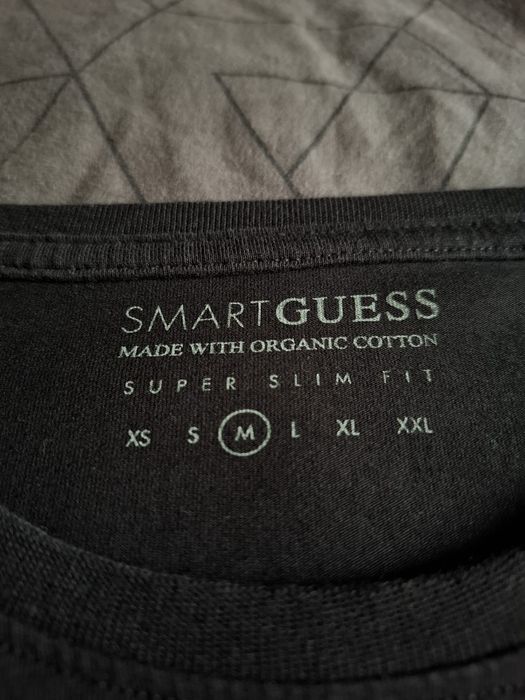 SMARTGUESS
MADE WITH ORGANIC COTTON
SUPER SLIM FIT
XS S M L XL XXL